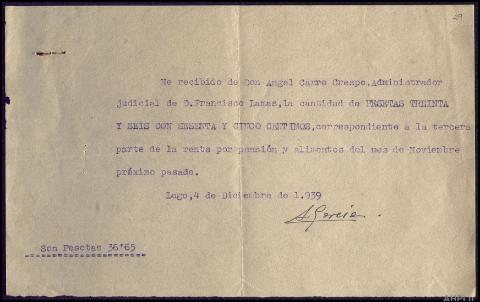 He recibido de Don Angel Carre Crespo,Administrador
judicial de D.Francisco Lamas,la cantidad de PESETAS TREINTA
Y SEIS CON SESENTA Y CINCO CENTIMOS,correspondiente a la tercera
parte de la renta por pensión y alimentos del mes de Noviembre
próximo pasado.
Lugo,4 de Diciembre de 1.939
A García.
Son Pesetas 36'65